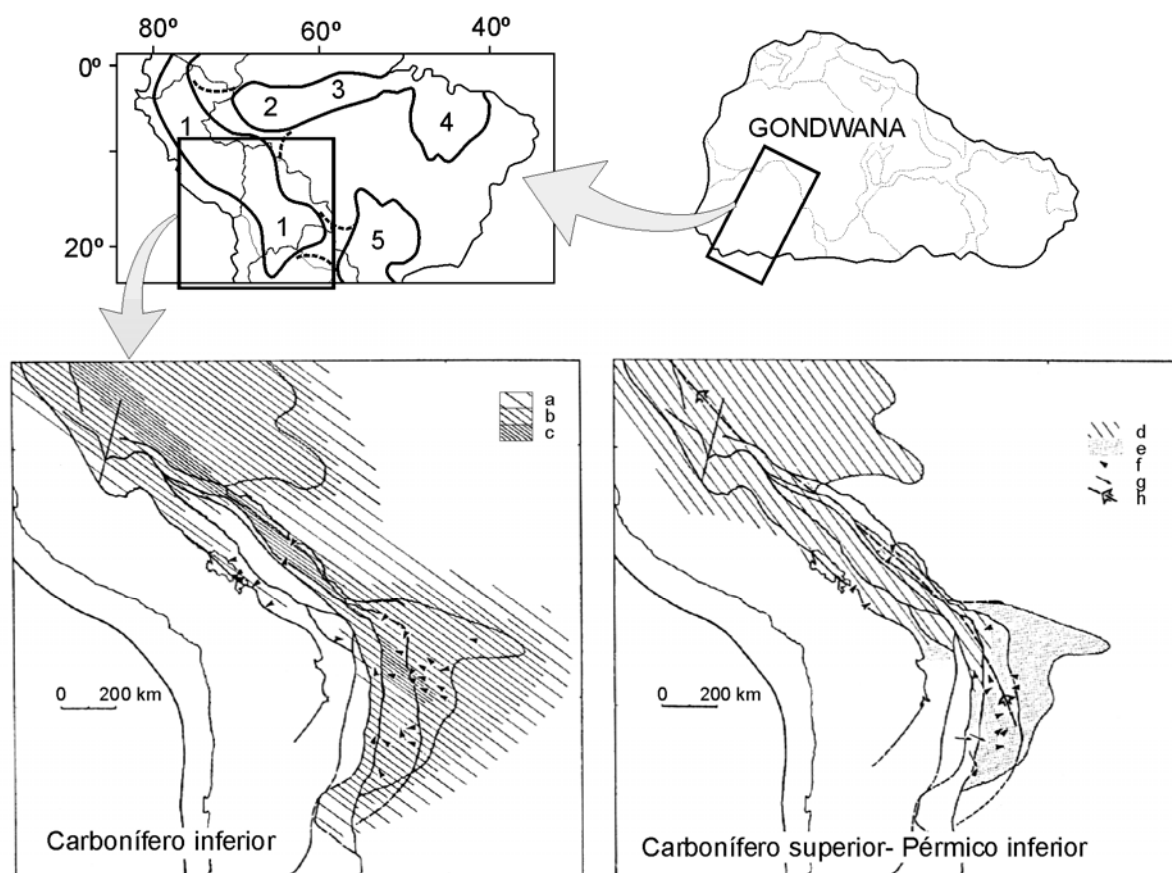 80º 60º 40º
0º
20º
1
2
3
4
1
5
GONDWANA
a
b
c
0 200 km
Carbonífero inferior
d
e
f
g
h
0 200 km
Carbonífero superior- Pérmico inferior